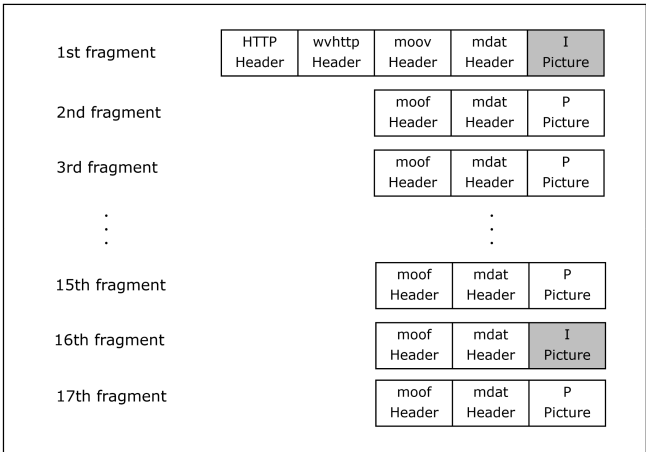 1st fragment
HTTP Header
wvhttp Header
moov Header
mdat Header
I Picture
2nd fragment
moof Header
mdat Header
P Picture
3rd fragment
moof Header
mdat Header
P Picture
15th fragment
moof Header
mdat Header
P Picture
16th fragment
moof Header
mdat Header
I Picture
17th fragment
moof Header
mdat Header
P Picture